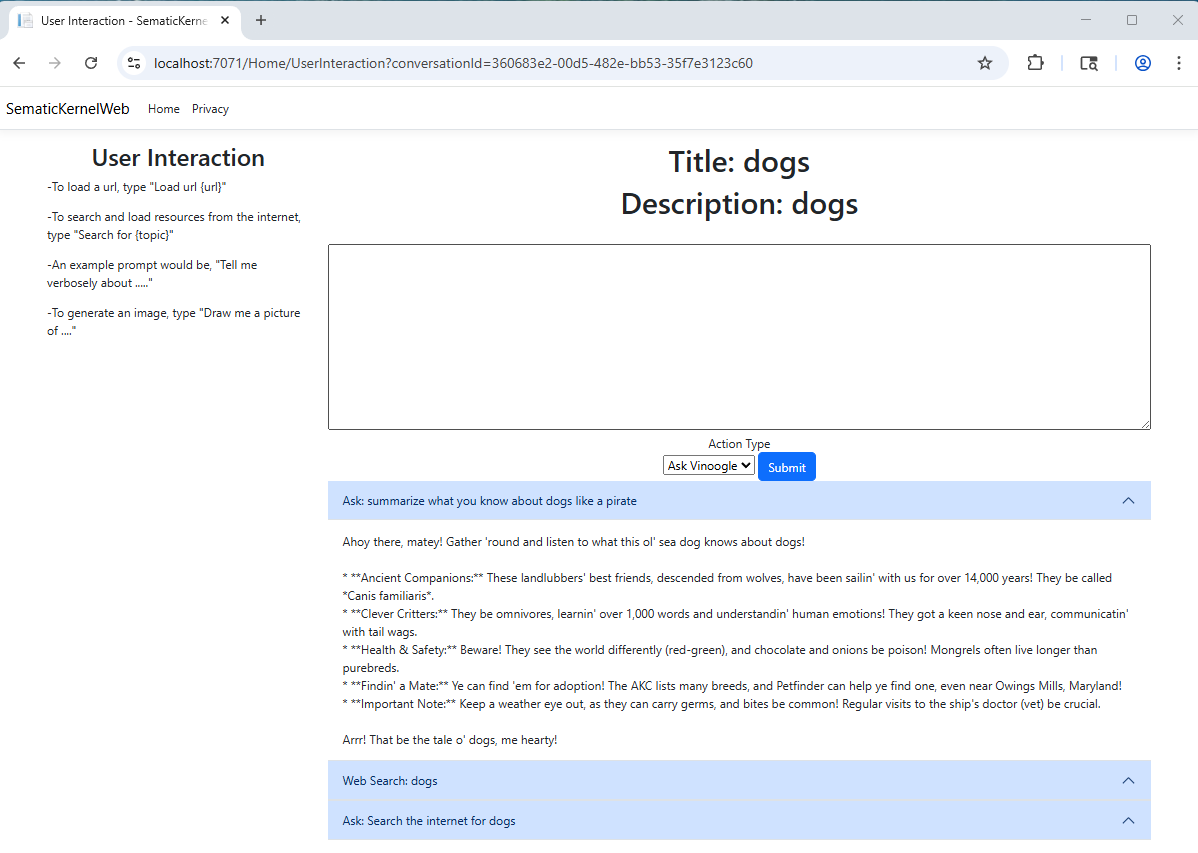 User Interaction - SematicKerne
localhost:7071/Home/UserInteraction?conversationId=360683e2-00d5-482e-bb53-35f7e3123c60
SematicKernelWeb Home Privacy
User Interaction
-To load a url, type "Load url {url}"
-To search and load resources from the internet,
type "Search for {topic}"
-An example prompt would be, "Tell me
verbosely about ....."
-To generate an image, type "Draw me a picture
of ...."
Title: dogs
Description: dogs
Action Type
Ask Vinoogle Submit
Ask: summarize what you know about dogs like a pirate
Ahoy there, matey! Gather 'round and listen to what this ol' sea dog knows about dogs!
* **Ancient Companions:** These landlubbers' best friends, descended from wolves, have been sailin' with us for over 14,000 years! They be called
*Canis familiaris*.
* **Clever Critters:** They be omnivores, learnin' over 1,000 words and understandin' human emotions! They got a keen nose and ear, communicatin'
with tail wags.
* **Health & Safety:** Beware! They see the world differently (red-green), and chocolate and onions be poison! Mongrels often live longer than
purebreds.
* **Findin' a Mate:** Ye can find 'em for adoption! The AKC lists many breeds, and Petfinder can help ye find one, even near Owings Mills, Maryland!
* **Important Note:** Keep a weather eye out, as they can carry germs, and bites be common! Regular visits to the ship's doctor (vet) be crucial.
Arrr! That be the tale o' dogs, me hearty!
Web Search: dogs
Ask: Search the internet for dogs